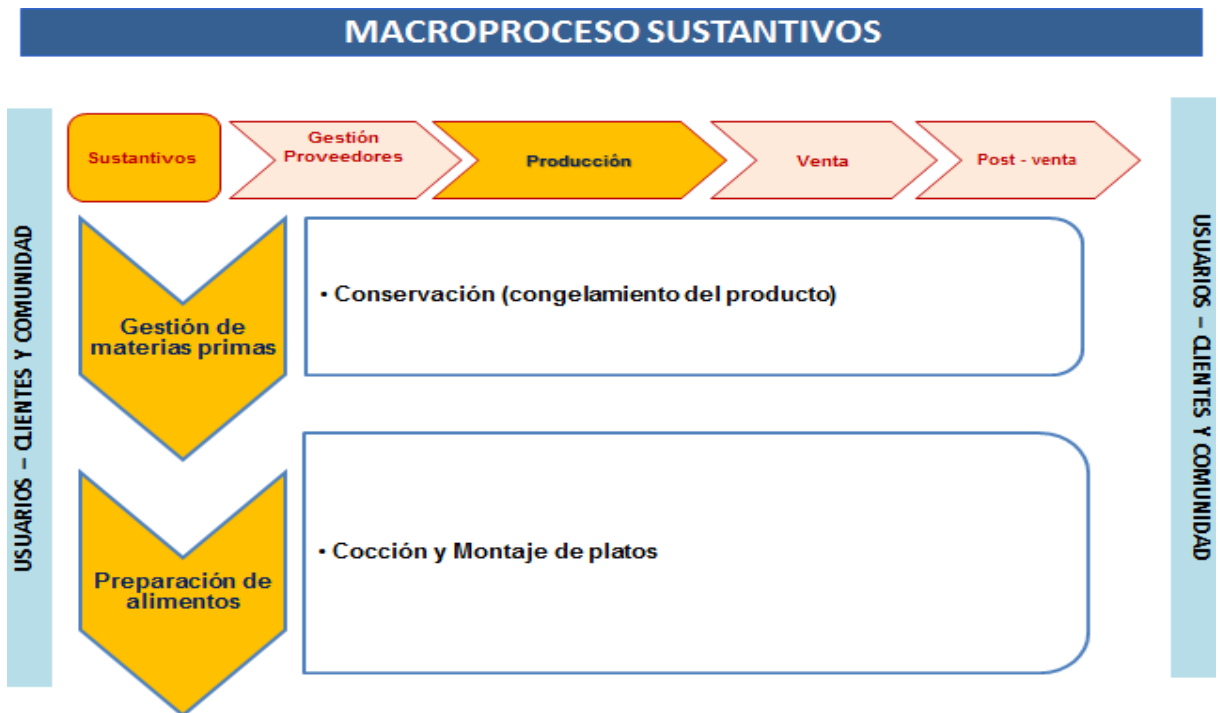 MACROPROCESO SUSTANTIVOS
USUARIOS – CLIENTES Y COMUNIDAD
Sustantivos
Gestión
Proveedores
Producción
Venta
Post - venta
Gestión de
materias primas
• Conservación (congelamiento del producto)
Preparación de
alimentos
• Cocción y Montaje de platos
USUARIOS – CLIENTES Y COMUNIDAD